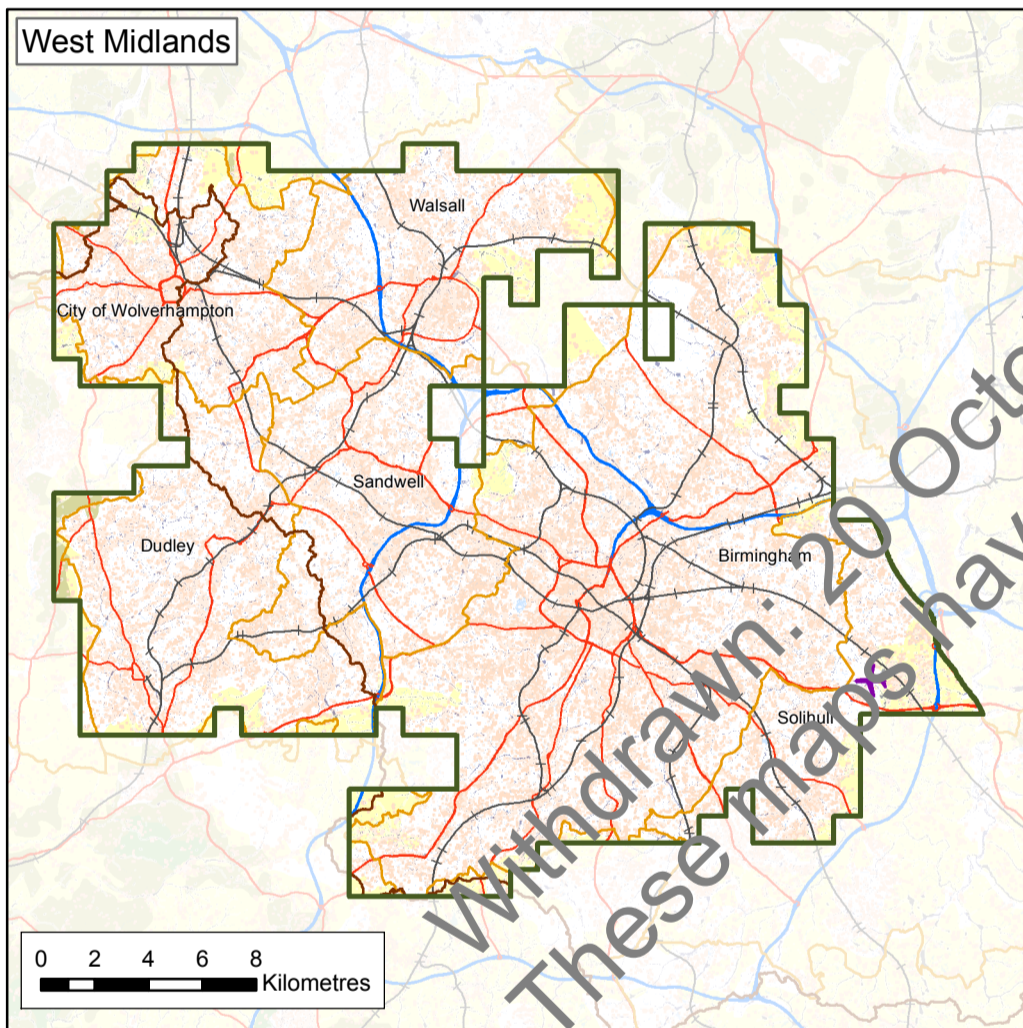 West Midlands
Walsall
City of Wolverhampton
Sandwell
Dudley
Birmingham
Solihull
Withdrawn: 20 Octo
These maps hav
0 2 4 6 8
Kilometres